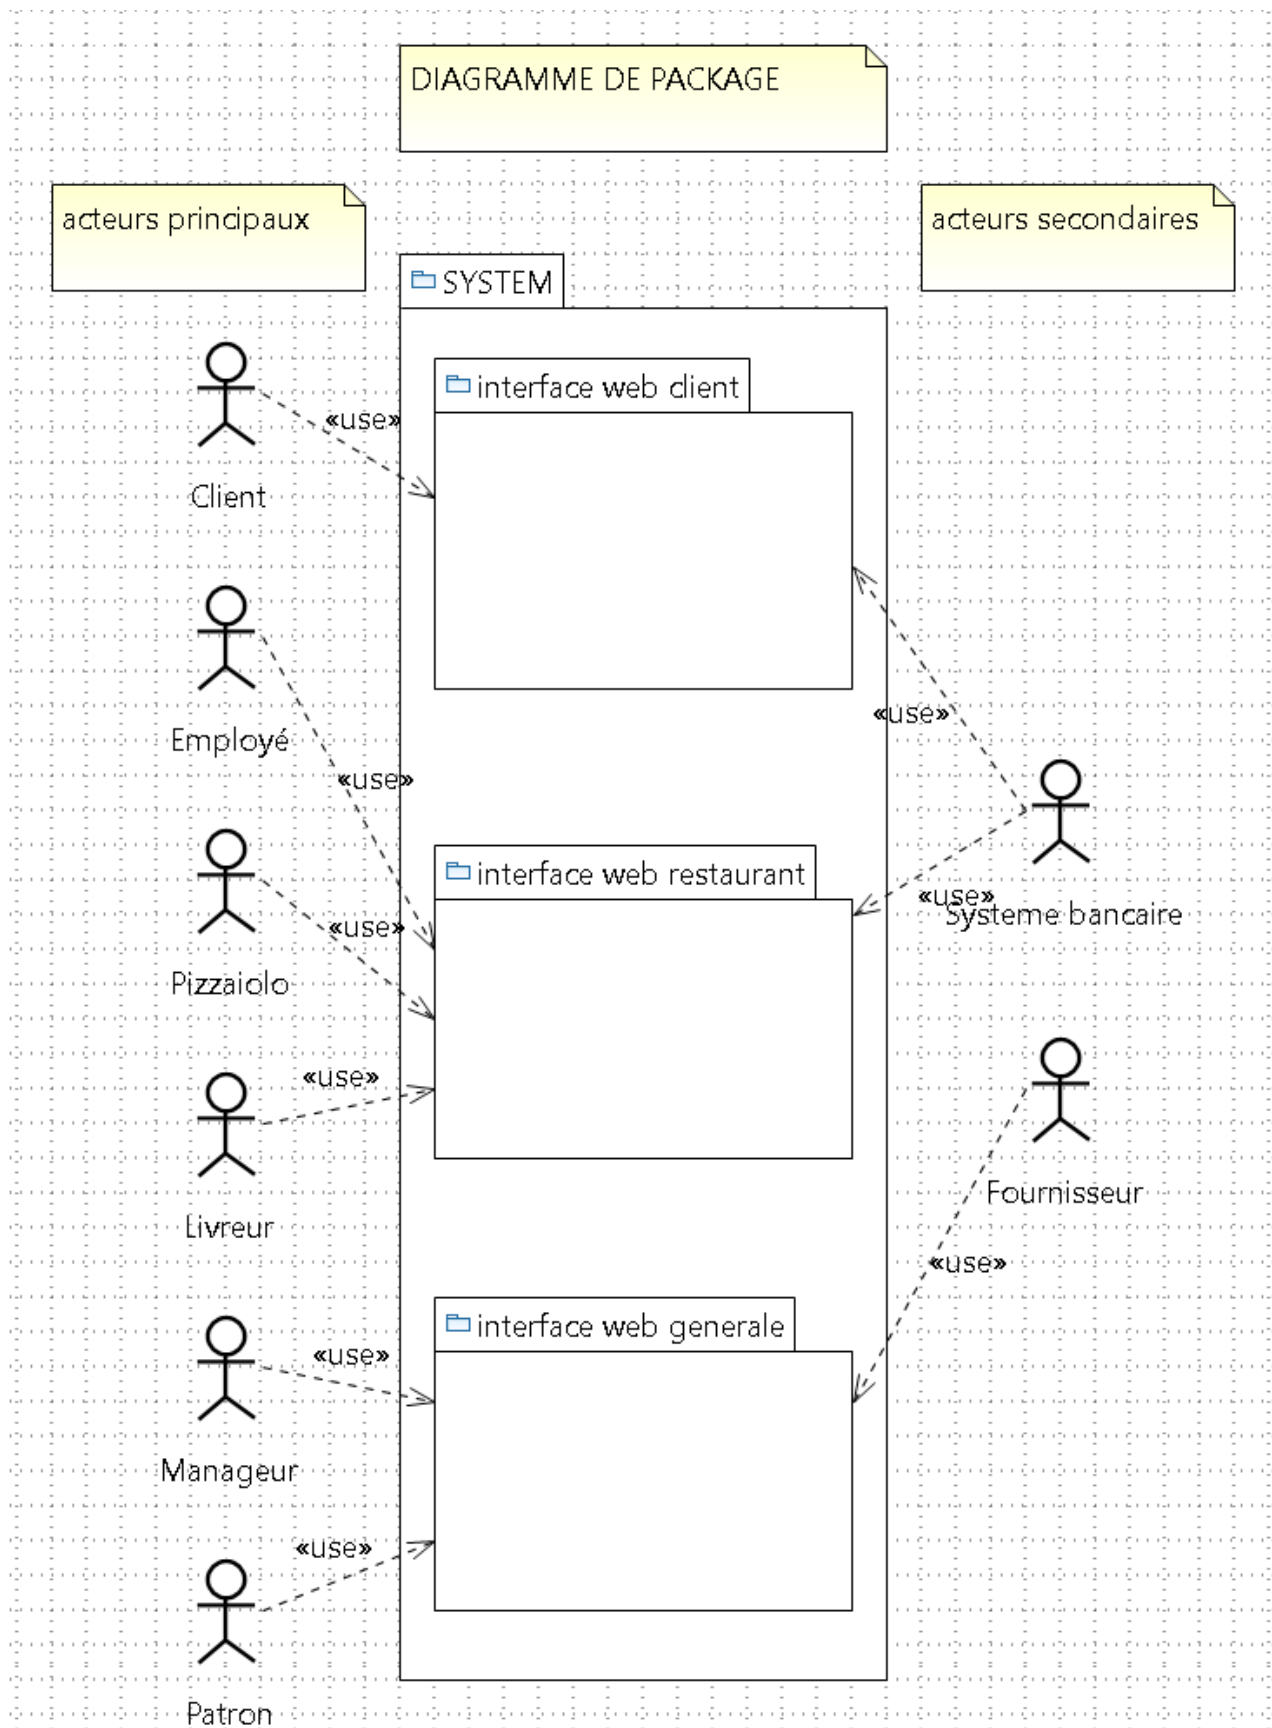 DIAGRAMME DE PACKAGE
acteurs principaux
acteurs secondaires
SYSTEM
interface web client
«use»
Client
Employé
«use»
«use»
interface web restaurant
«use»
Systeme bancaire
«use»
Pizzaiolo
«use»
Livreur
Fournisseur
«use»
interface web generale
«use»
Manageur
«use»
Patron